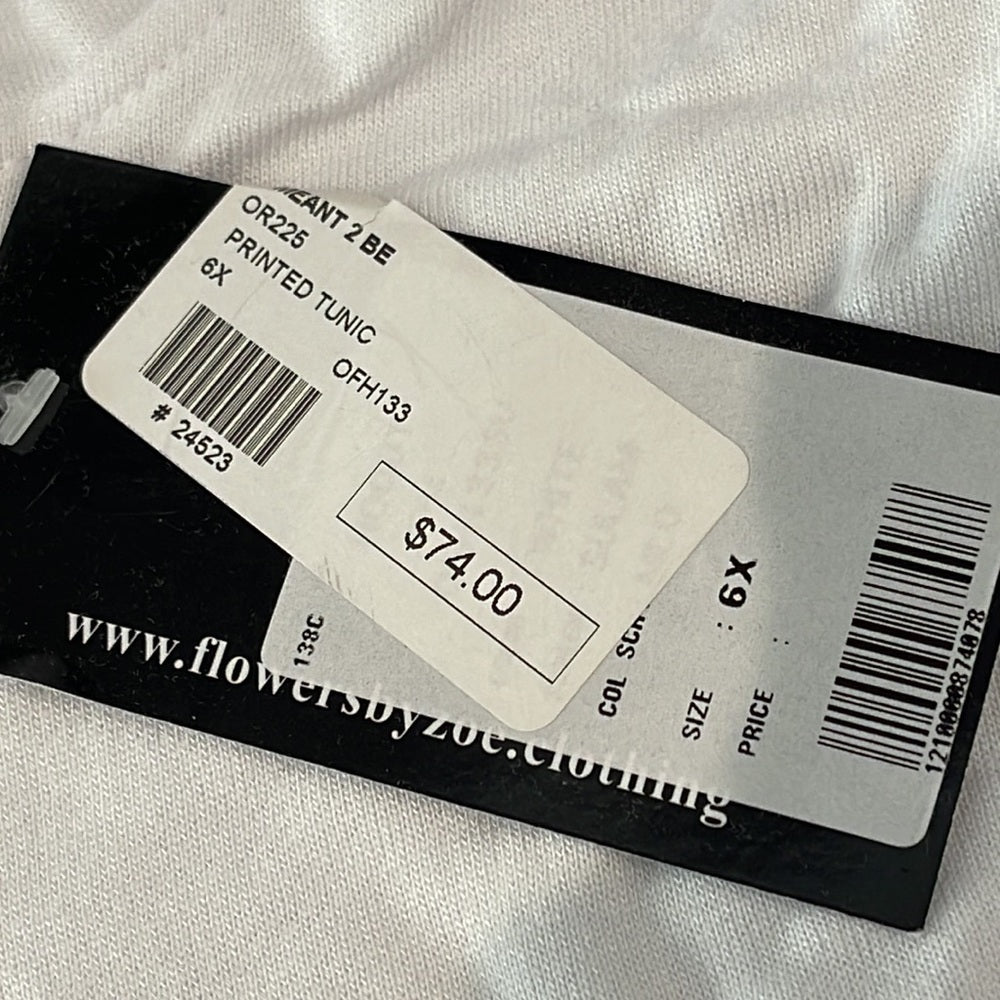 MEANT 2 BE
OR225
PRINTED TUNIC
6X
OFH133
# 24523
$74.00
138C
COL
SIZE : 6X
PRICE :
12100000874078
www.flowersbyzoe.clothing